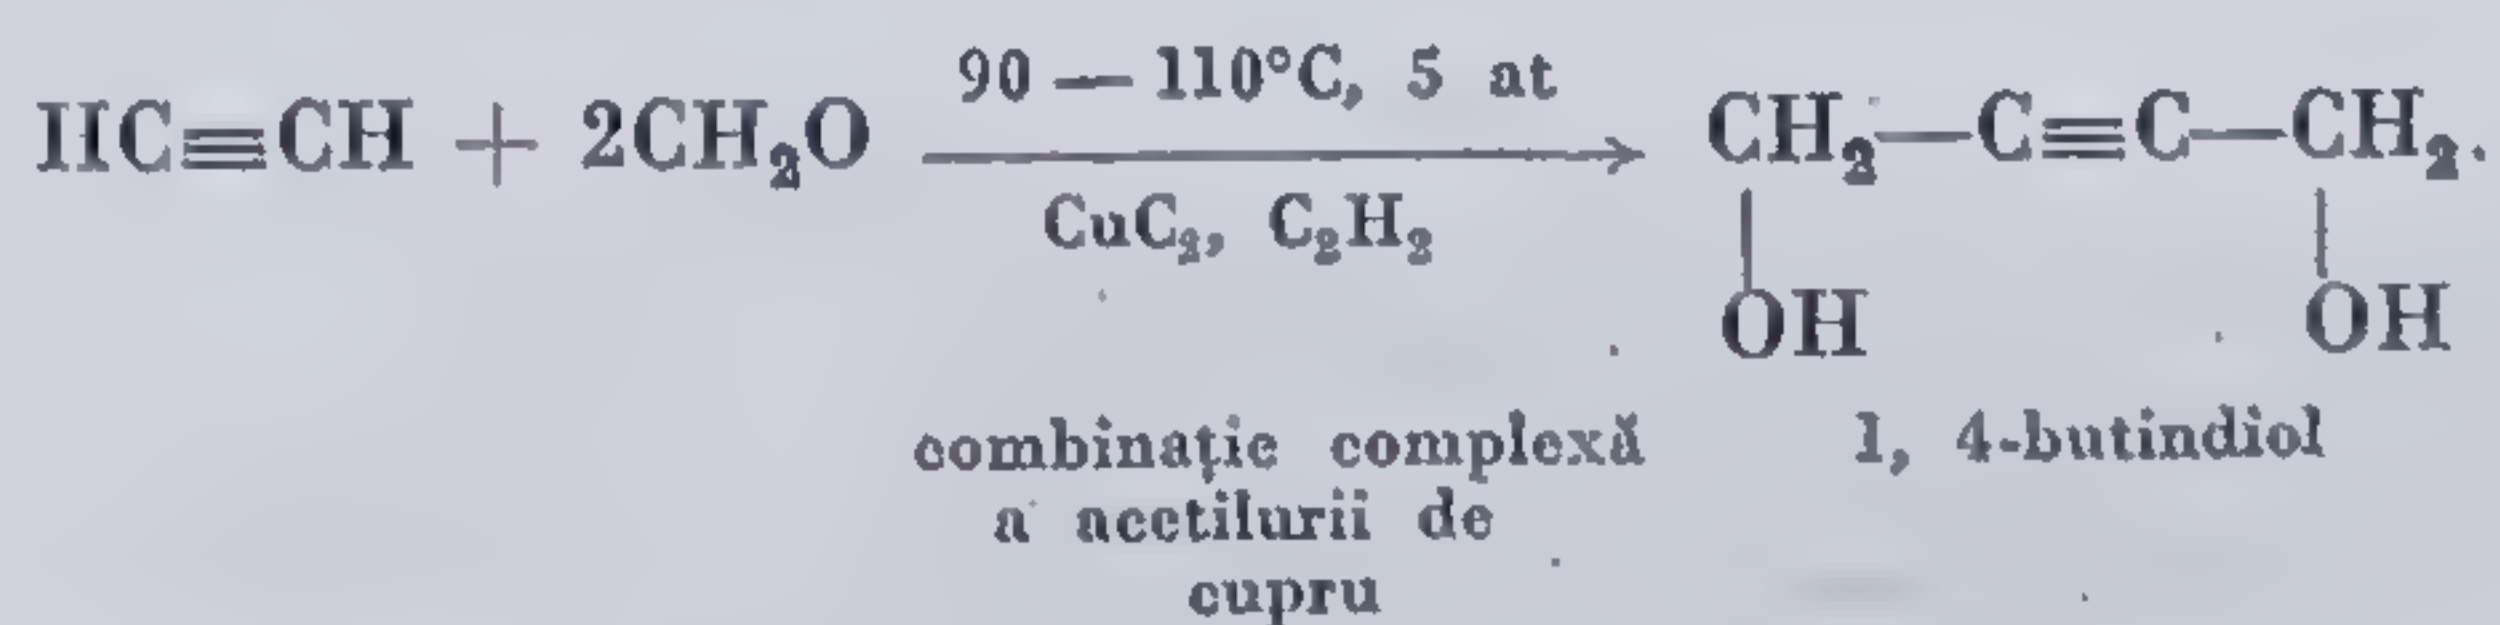 90 — 110°C, 5 at
HC≡CH + 2CH₂O → CH₂—C≡C—CH₂.
CuC₂, C₂H₂
OH OH
combinație complexă 1, 4-butindiol
a acetilurii de
cupru